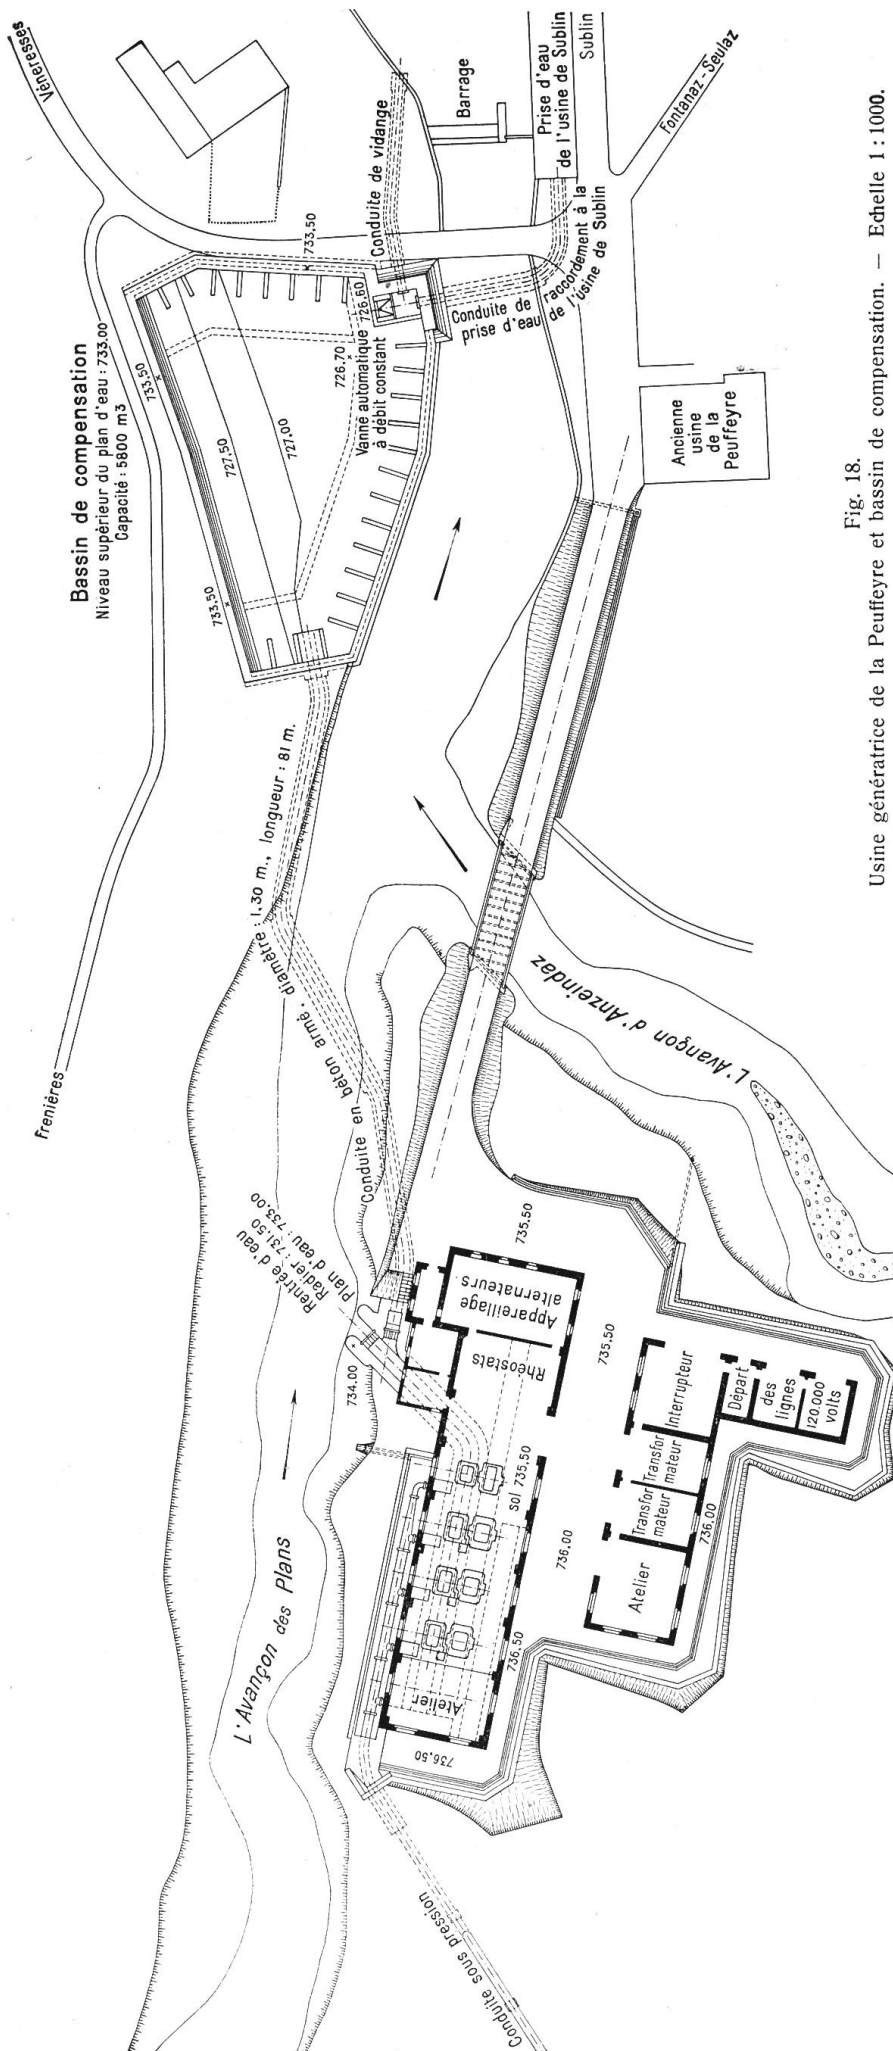 Véneresses
Frenières
Bassin de compensation
Niveau supérieur du plan d'eau : 733.00
Capacité : 5800 m3
733.50
733.50
733.50
727.50
727.00
726.70
726.60
Vanne automatique
à débit constant
Conduite de vidange
Barrage
Prise d'eau
de l'usine de Sublin
Sublin
Fontanaz-Seulaz
Conduite de raccordement à la
prise d'eau de l'usine de Sublin
Ancienne
usine
de la
Peuffeyre
Conduite en béton armé, diamètre : 1.30 m., longueur : 81 m.
Rentrée d'eau
Radier : 731.50
Plan d'eau : 733.00
734.00
L'Avançon des Plans
L'Avançon d'Anzeindaz
Conduite sous pression
Appareillage
alternateurs
Rhéostats
sol 735.50
Atelier
735.50
735.50
736.00
736.50
736.50
736.00
Interrupteur
Transfor
mateur
Transfor
mateur
Atelier
Départ
des
lignes
120.000
volts
Fig. 18.
Usine génératrice de la Peuffeyre et bassin de compensation. — Echelle 1 : 1000.